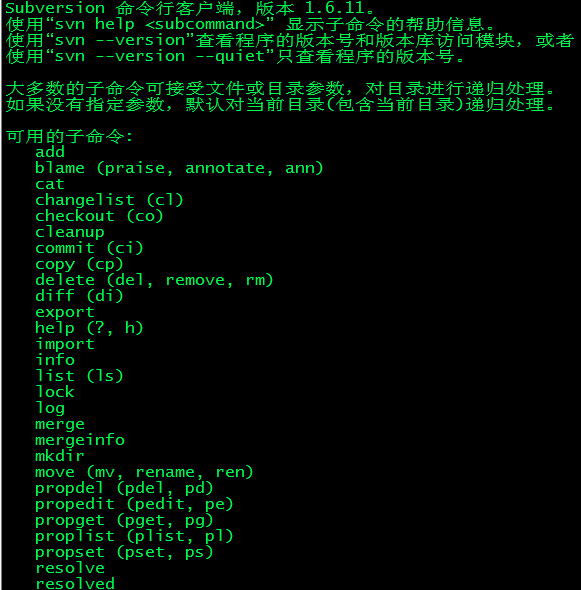 Subversion 命令行客户端，版本 1.6.11。
使用“svn help <subcommand>” 显示子命令的帮助信息。
使用“svn --version”查看程序的版本号和版本库访问模块，或者
使用“svn --version --quiet”只查看程序的版本号。
大多数的子命令可接受文件或目录参数，对目录进行递归处理。
如果没有指定参数，默认对当前目录(包含当前目录)递归处理。
可用的子命令:
add
blame (praise, annotate, ann)
cat
changelist (cl)
checkout (co)
cleanup
commit (ci)
copy (cp)
delete (del, remove, rm)
diff (di)
export
help (?, h)
import
info
list (ls)
lock
log
merge
mergeinfo
mkdir
move (mv, rename, ren)
propdel (pdel, pd)
propedit (pedit, pe)
propget (pget, pg)
proplist (plist, pl)
propset (pset, ps)
resolve
resolved